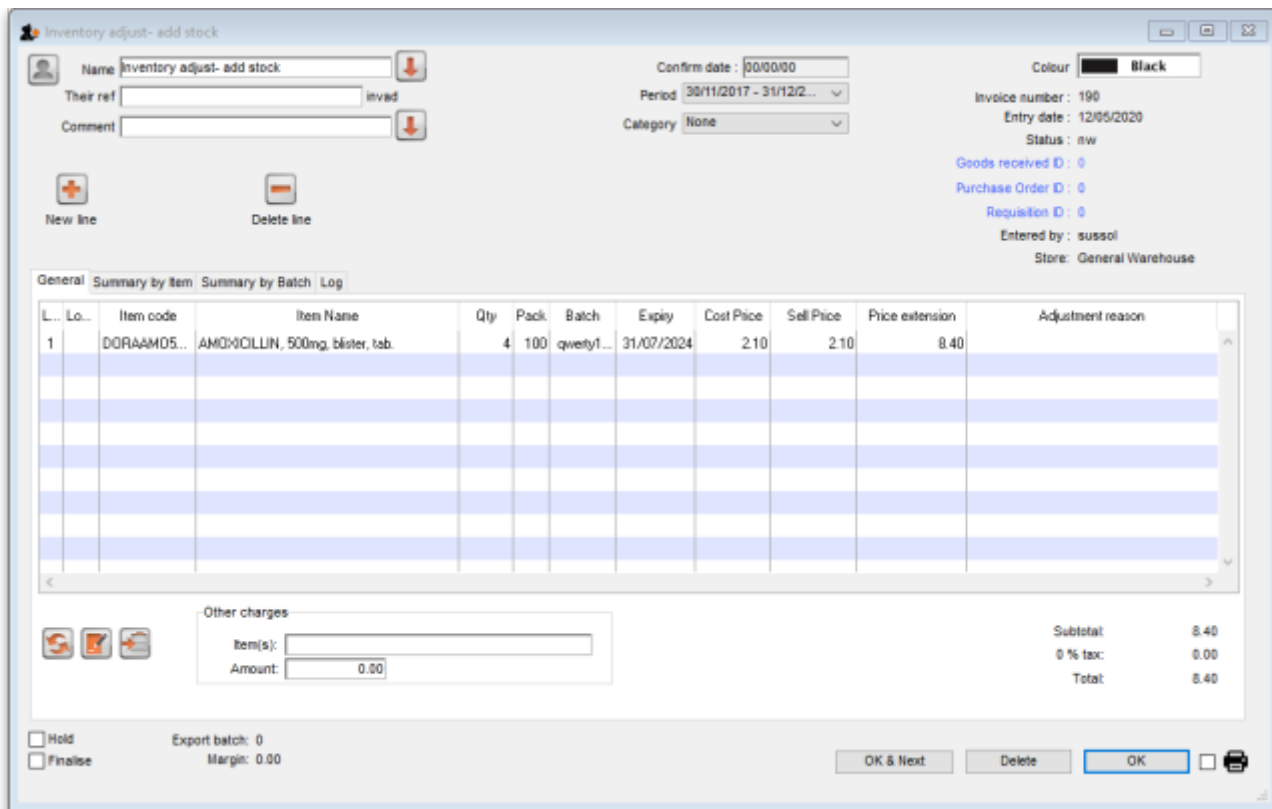 Inventory adjust- add stock
Name Inventory adjust- add stock
Confirm date : 00/00/00
Colour Black
Their ref invad
Period 30/11/2017 - 31/12/2...
Invoice number : 190
Comment
Category None
Entry date : 12/05/2020
Status : nw
Goods received ID : 0
Purchase Order ID : 0
Requisition ID : 0
New line Delete line
Entered by : sussol
Store: General Warehouse
General Summary by Item Summary by Batch Log
L... Lo... Item code Item Name Qty Pack Batch Expiry Cost Price Sell Price Price extension Adjustment reason
1 DORAAMO5... AMOXICILLIN, 500mg, blister, tab. 4 100 qwerty1... 31/07/2024 2.10 2.10 8.40
Other charges
Item(s):
Amount: 0.00
Subtotal: 8.40
0 % tax: 0.00
Total: 8.40
Hold
Export batch: 0
Finalise
Margin: 0.00
OK & Next Delete OK